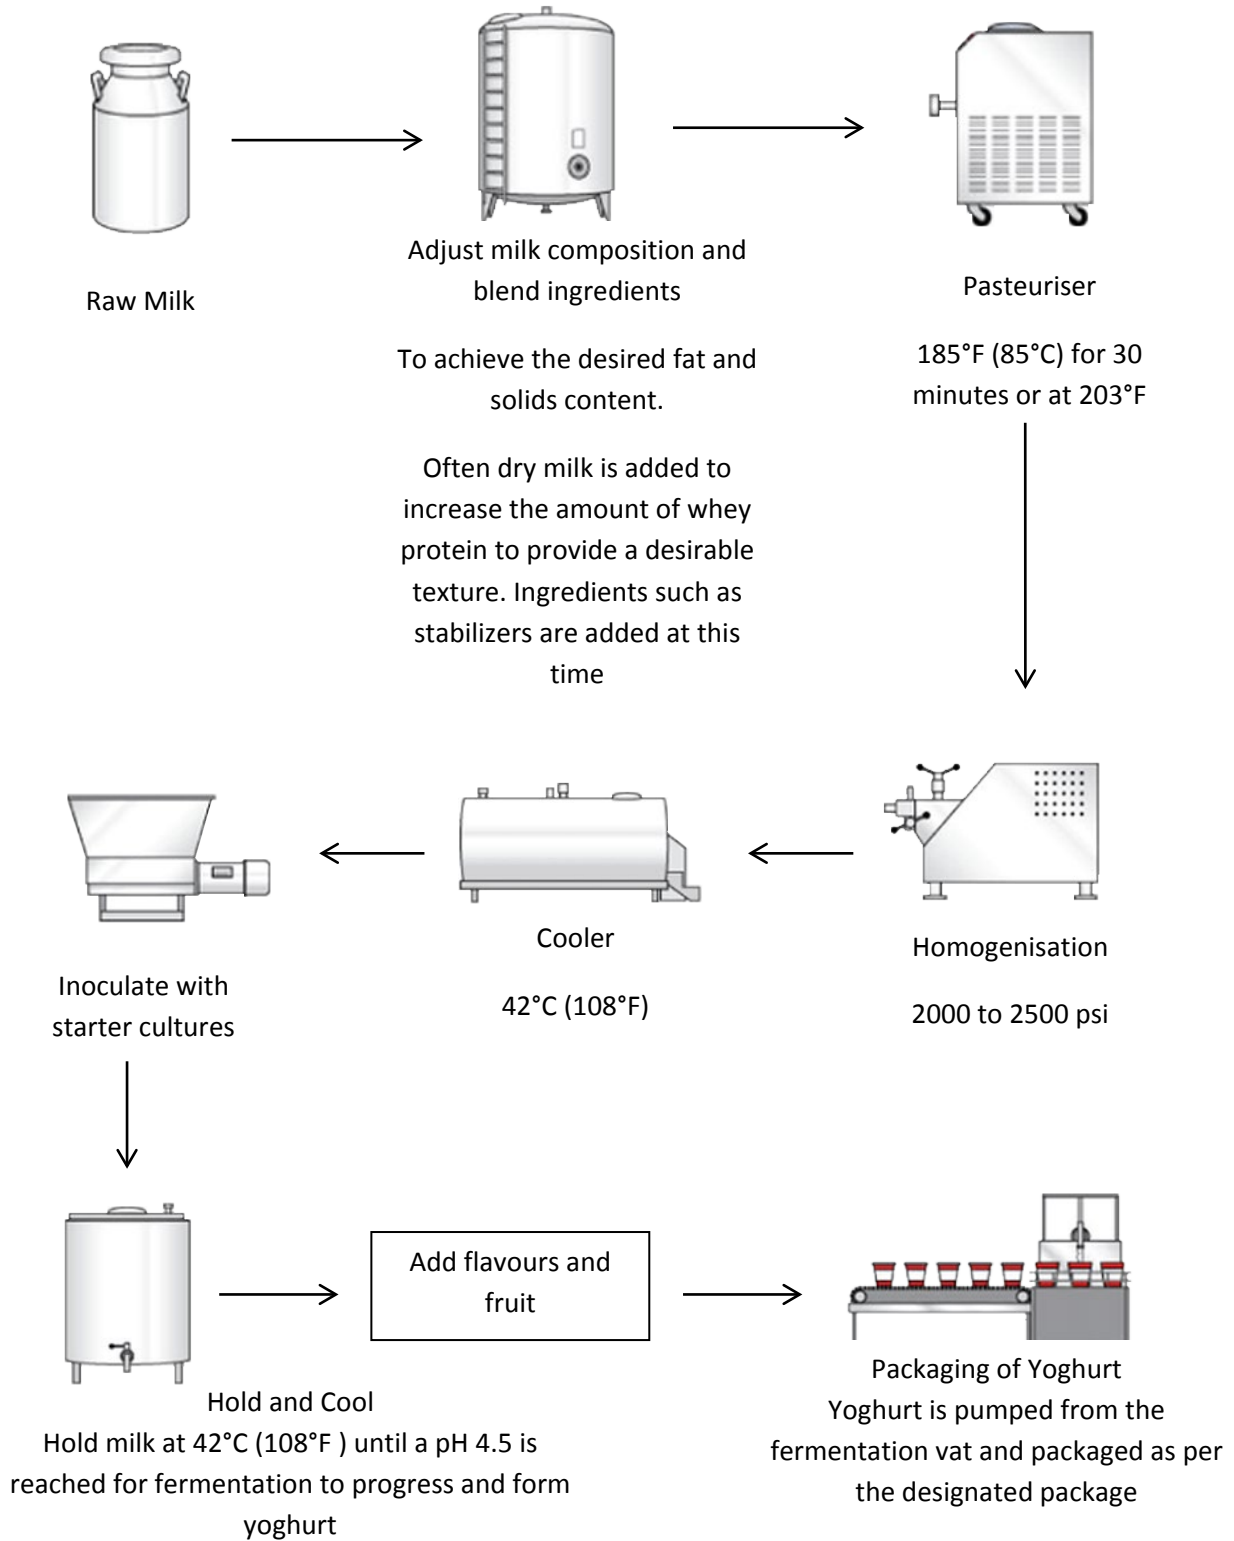 Raw Milk
Adjust milk composition and
blend ingredients
To achieve the desired fat and
solids content.
Often dry milk is added to
increase the amount of whey
protein to provide a desirable
texture. Ingredients such as
stabilizers are added at this
time
Pasteuriser
185°F (85°C) for 30
minutes or at 203°F
Homogenisation
2000 to 2500 psi
Cooler
42°C (108°F)
Inoculate with
starter cultures
Hold and Cool
Hold milk at 42°C (108°F ) until a pH 4.5 is
reached for fermentation to progress and form
yoghurt
Add flavours and
fruit
Packaging of Yoghurt
Yoghurt is pumped from the
fermentation vat and packaged as per
the designated package